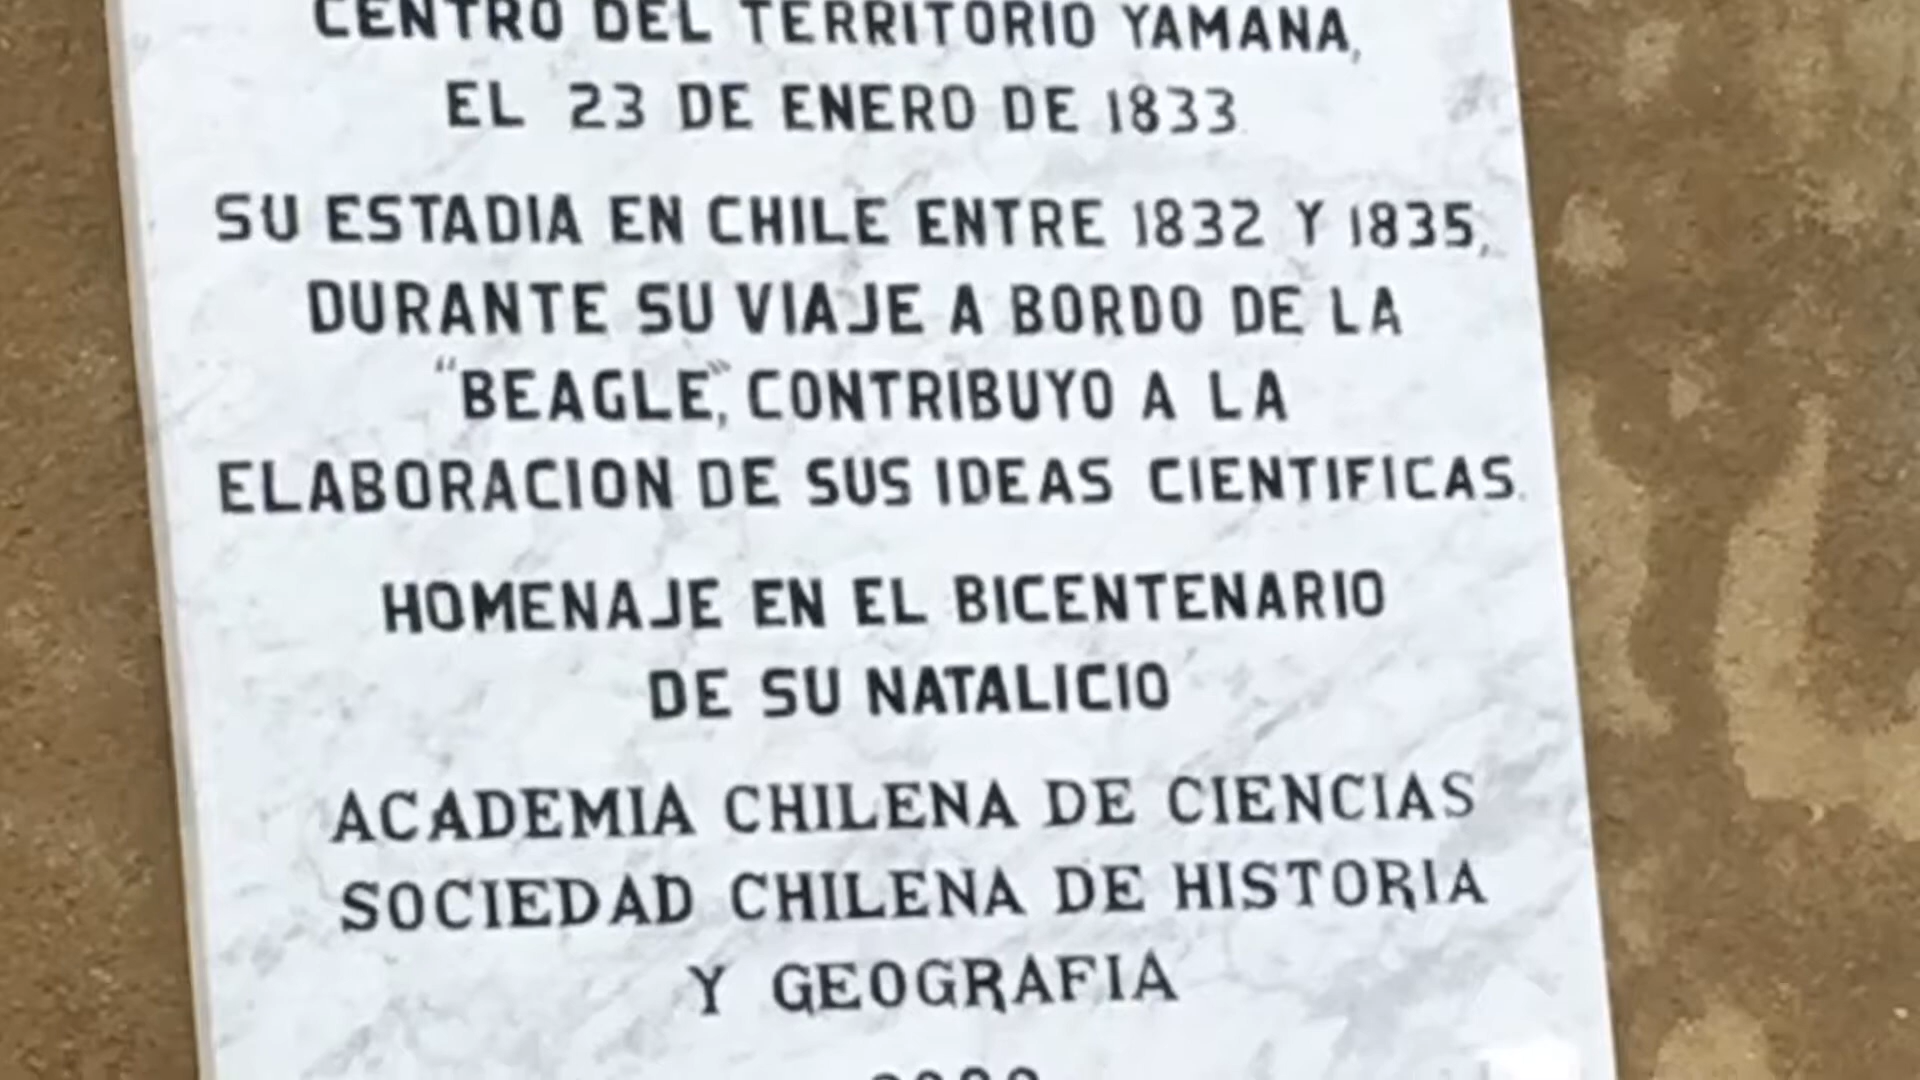 CENTRO DEL TERRITORIO YAMANA,
EL 23 DE ENERO DE 1833.
SU ESTADIA EN CHILE ENTRE 1832 Y 1835,
DURANTE SU VIAJE A BORDO DE LA
“BEAGLE”, CONTRIBUYO A LA
ELABORACION DE SUS IDEAS CIENTIFICAS.
HOMENAJE EN EL BICENTENARIO
DE SU NATALICIO
ACADEMIA CHILENA DE CIENCIAS
SOCIEDAD CHILENA DE HISTORIA
Y GEOGRAFIA